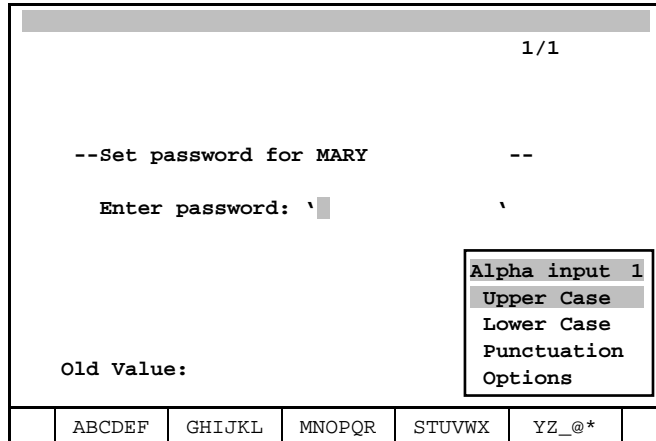 1/1
--Set password for MARY --
Enter password: ‘ ‘
Alpha input 1
Upper Case
Lower Case
Punctuation
Old Value:
Options
ABCDEF GHIJKL MNOPQR STUVWX YZ_@*